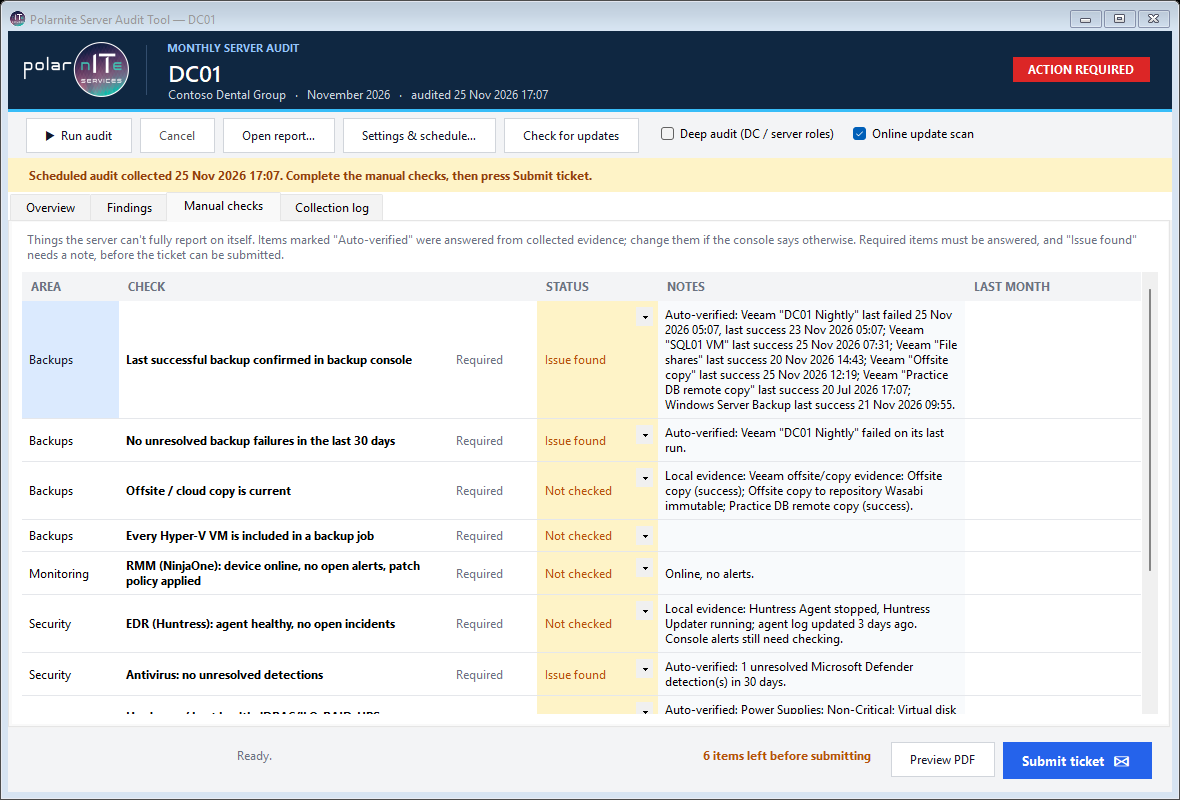 Polarnite Server Audit Tool — DC01
polar nITe SERVICES
MONTHLY SERVER AUDIT
DC01
Contoso Dental Group · November 2026 · audited 25 Nov 2026 17:07
ACTION REQUIRED
Run audit
Cancel
Open report...
Settings & schedule...
Check for updates
Deep audit (DC / server roles)
Online update scan
Scheduled audit collected 25 Nov 2026 17:07. Complete the manual checks, then press Submit ticket.
Overview
Findings
Manual checks
Collection log
Things the server can't fully report on itself. Items marked "Auto-verified" were answered from collected evidence; change them if the console says otherwise. Required items must be answered, and "Issue found"
needs a note, before the ticket can be submitted.
AREA CHECK STATUS NOTES LAST MONTH
Backups
Last successful backup confirmed in backup console
Required
Issue found
Auto-verified: Veeam "DC01 Nightly" last failed 25 Nov
2026 05:07, last success 23 Nov 2026 05:07; Veeam
"SQL01 VM" last success 25 Nov 2026 07:31; Veeam "File
shares" last success 20 Nov 2026 14:43; Veeam "Offsite
copy" last success 25 Nov 2026 12:19; Veeam "Practice
DB remote copy" last success 20 Jul 2026 17:07;
Windows Server Backup last success 21 Nov 2026 09:55.
Backups
No unresolved backup failures in the last 30 days
Required
Issue found
Auto-verified: Veeam "DC01 Nightly" failed on its last
run.
Backups
Offsite / cloud copy is current
Required
Not checked
Local evidence: Veeam offsite/copy evidence: Offsite
copy (success); Offsite copy to repository Wasabi
immutable; Practice DB remote copy (success).
Backups
Every Hyper-V VM is included in a backup job
Required
Not checked
Monitoring
RMM (NinjaOne): device online, no open alerts, patch
policy applied
Required
Not checked
Online, no alerts.
Security
EDR (Huntress): agent healthy, no open incidents
Required
Not checked
Local evidence: Huntress Agent stopped, Huntress
Updater running; agent log updated 3 days ago.
Console alerts still need checking.
Security
Antivirus: no unresolved detections
Required
Issue found
Auto-verified: 1 unresolved Microsoft Defender
detection(s) in 30 days.
Auto-verified: Power Supplies: Non-Critical; Virtual disk
Ready.
6 items left before submitting
Preview PDF
Submit ticket